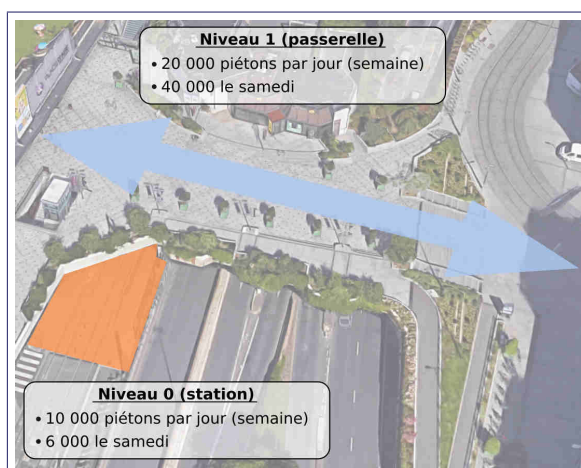 Niveau 1 (passerelle)
• 20 000 piétons par jour (semaine)
• 40 000 le samedi
Niveau 0 (station)
• 10 000 piétons par jour (semaine)
• 6 000 le samedi